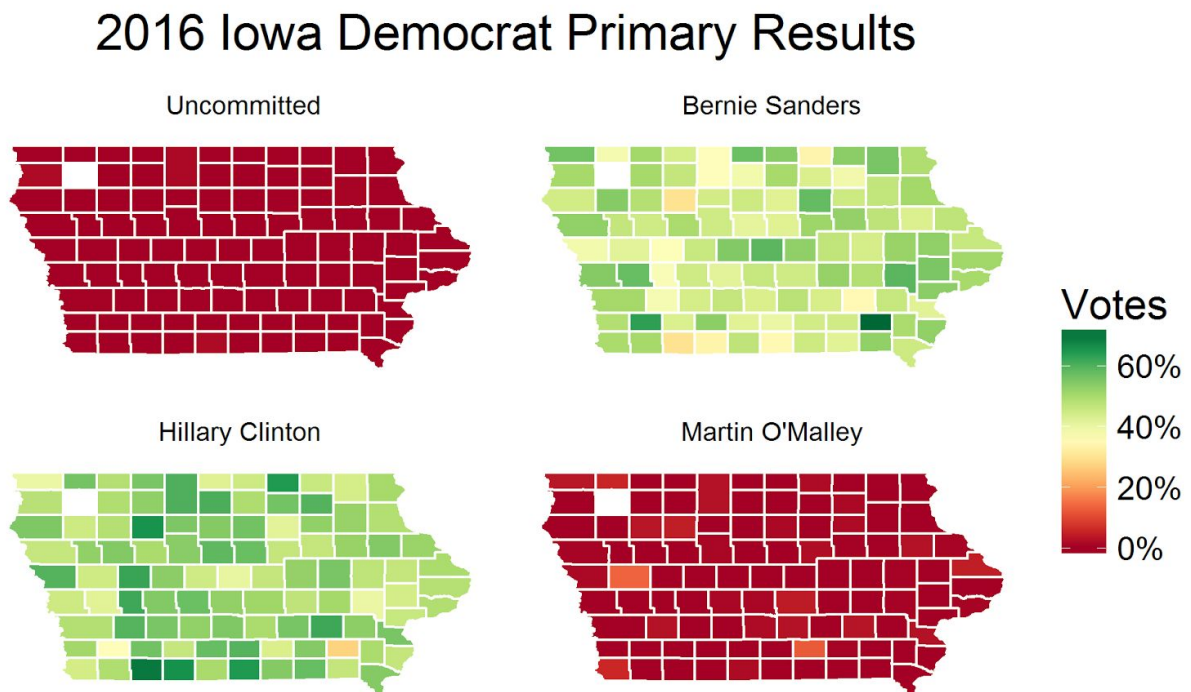 2016 Iowa Democrat Primary Results
Uncommitted
Bernie Sanders
Hillary Clinton
Martin O'Malley
Votes
60%
40%
20%
0%